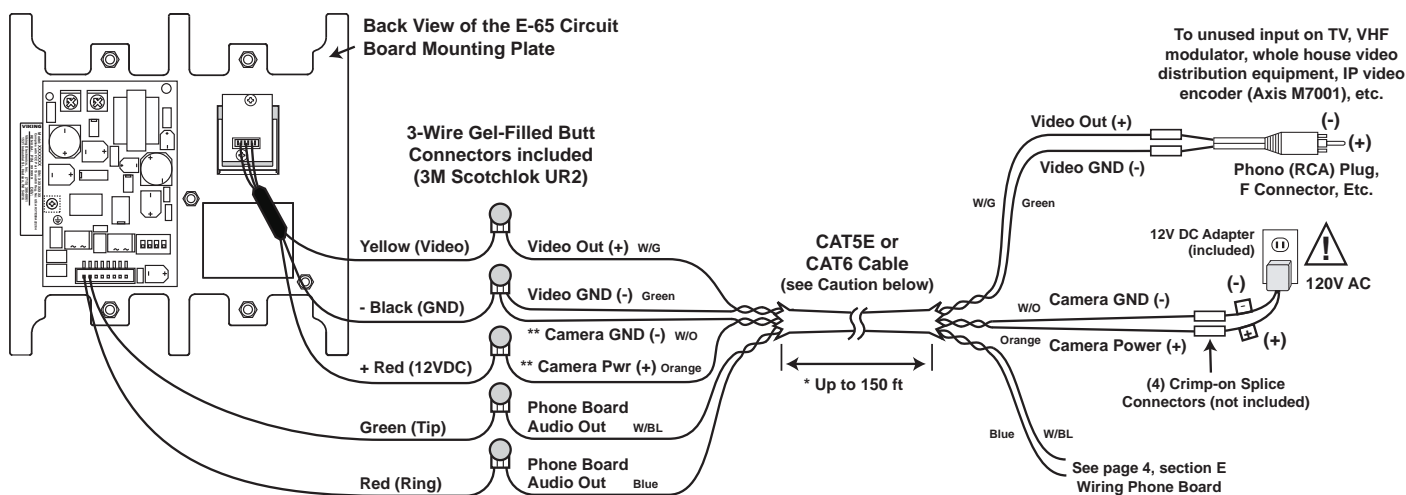 Back View of the E-65 Circuit
Board Mounting Plate
To unused input on TV, VHF
modulator, whole house video
distribution equipment, IP video
encoder (Axis M7001), etc.
3-Wire Gel-Filled Butt
Connectors included
(3M Scotchlok UR2)
Video Out (+)
Video GND (-)
(-)
(+)
Phono (RCA) Plug,
F Connector, Etc.
W/G
Green
VIKING
Yellow (Video)
Video Out (+) W/G
- Black (GND)
Video GND (-) Green
** Camera GND (-) W/O
+ Red (12VDC)
** Camera Pwr (+) Orange
Green (Tip)
Phone Board
Audio Out W/BL
Red (Ring)
Phone Board
Audio Out Blue
CAT5E or
CAT6 Cable
(see Caution below)
* Up to 150 ft
12V DC Adapter
(included)
!
120V AC
W/O
Camera GND (-)
(-)
-
Orange
Camera Power (+)
+
(+)
(4) Crimp-on Splice
Connectors (not included)
Blue
W/BL
See page 4, section E
Wiring Phone Board